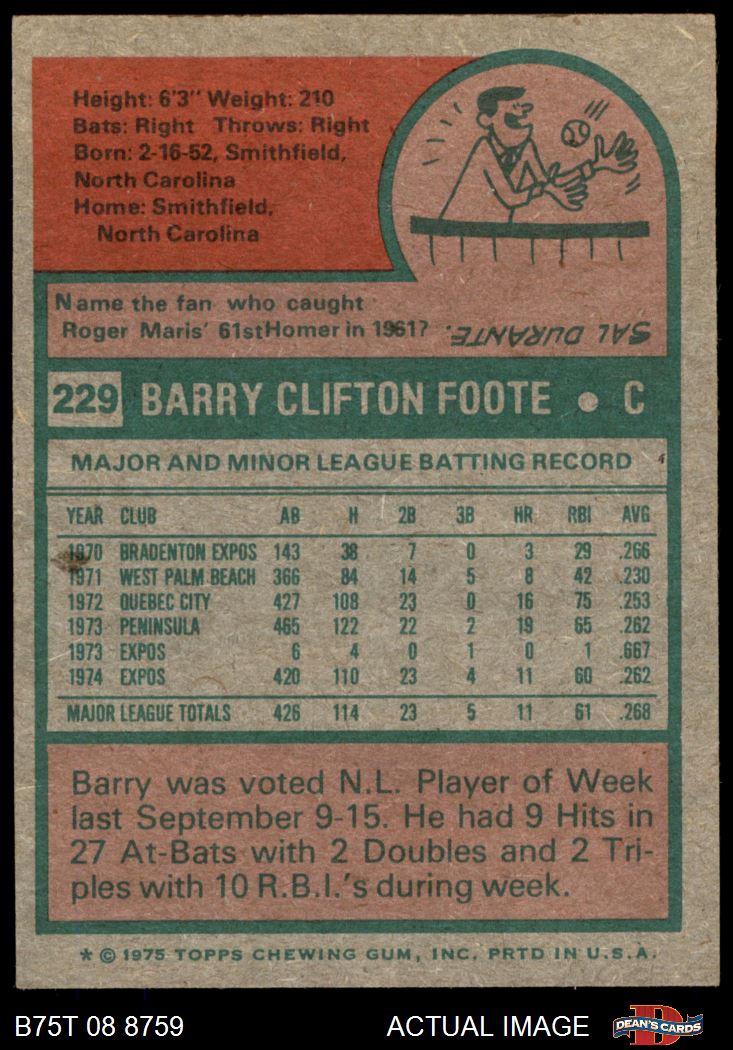 Height: 6'3" Weight: 210
Bats: Right Throws: Right
Born: 2-16-52, Smithfield,
North Carolina
Home: Smithfield,
North Carolina
Name the fan who caught
Roger Maris' 61stHomer in 1961?
SAL DURANTE.
229 BARRY CLIFTON FOOTE • C
MAJOR AND MINOR LEAGUE BATTING RECORD
YEAR CLUB AB H 2B 3B HR RBI AVG
1970 BRADENTON EXPOS 143 38 7 0 3 29 .266
1971 WEST PALM BEACH 366 84 14 5 8 42 .230
1972 QUEBEC CITY 427 108 23 0 16 75 .253
1973 PENINSULA 465 122 22 2 19 65 .262
1973 EXPOS 6 4 0 1 0 1 .667
1974 EXPOS 420 110 23 4 11 60 .262
MAJOR LEAGUE TOTALS 426 114 23 5 11 61 .268
Barry was voted N.L. Player of Week
last September 9-15. He had 9 Hits in
27 At-Bats with 2 Doubles and 2 Tri-
ples with 10 R.B.I.'s during week.
* © 1975 TOPPS CHEWING GUM, INC. PRTD IN U.S.A.
B75T 08 8759 ACTUAL IMAGE
D
DEAN'S CARDS